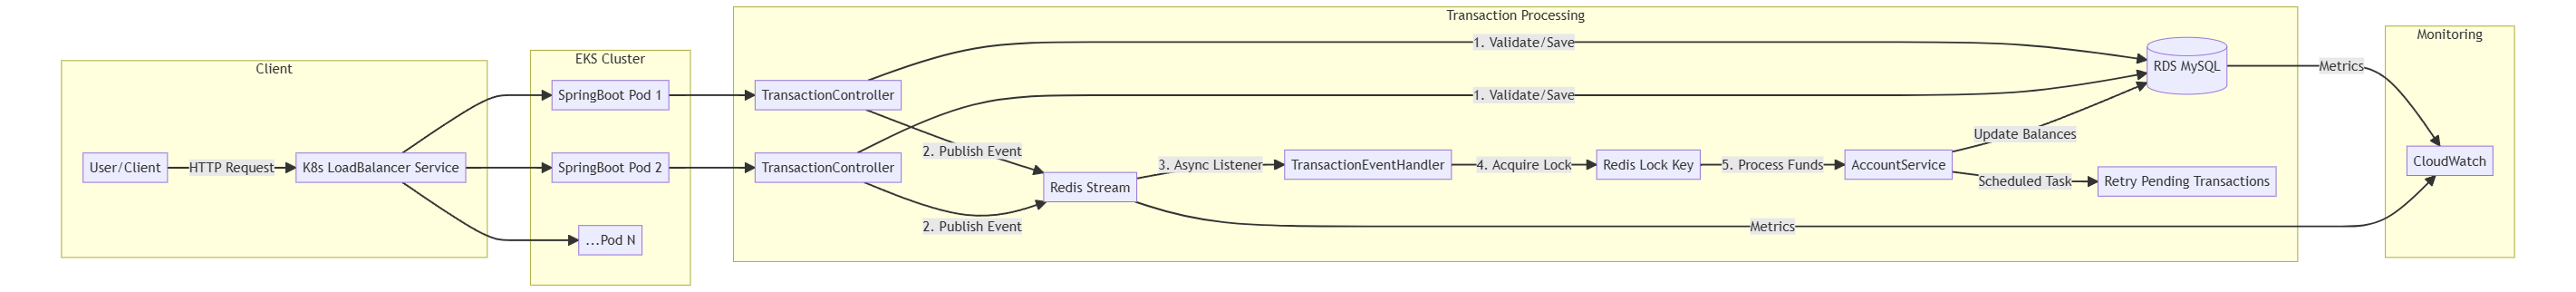 Client
User/Client
HTTP Request
K8s LoadBalancer Service
EKS Cluster
SpringBoot Pod 1
SpringBoot Pod 2
...Pod N
Transaction Processing
TransactionController
TransactionController
1. Validate/Save
1. Validate/Save
2. Publish Event
2. Publish Event
Redis Stream
3. Async Listener
TransactionEventHandler
4. Acquire Lock
Redis Lock Key
5. Process Funds
AccountService
Update Balances
Scheduled Task
Retry Pending Transactions
RDS MySQL
Metrics
Metrics
Monitoring
CloudWatch